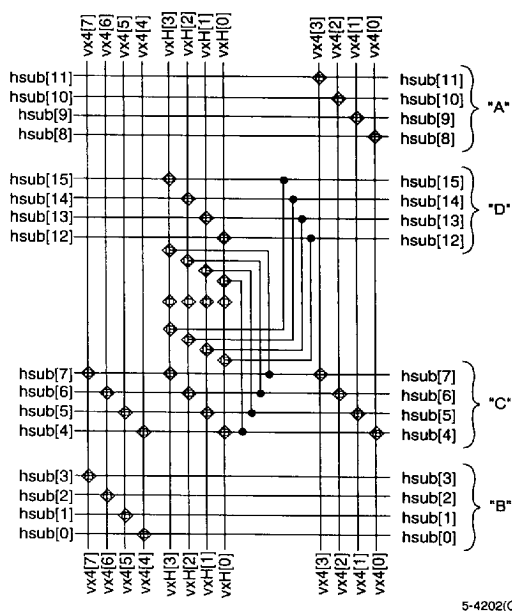 vx4[7] vx4[6] vx4[5] vx4[4] vxH[3] vxH[2] vxH[1] vxH[0] vx4[3] vx4[2] vx4[1] vx4[0]
hsub[11] hsub[11]
hsub[10] hsub[10]
hsub[9] hsub[9]
hsub[8] hsub[8]
"A"
hsub[15] hsub[15]
hsub[14] hsub[14]
hsub[13] hsub[13]
hsub[12] hsub[12]
"D"
hsub[7] hsub[7]
hsub[6] hsub[6]
hsub[5] hsub[5]
hsub[4] hsub[4]
"C"
hsub[3] hsub[3]
hsub[2] hsub[2]
hsub[1] hsub[1]
hsub[0] hsub[0]
"B"
vx4[7] vx4[6] vx4[5] vx4[4] vxH[3] vxH[2] vxH[1] vxH[0] vx4[3] vx4[2] vx4[1] vx4[0]